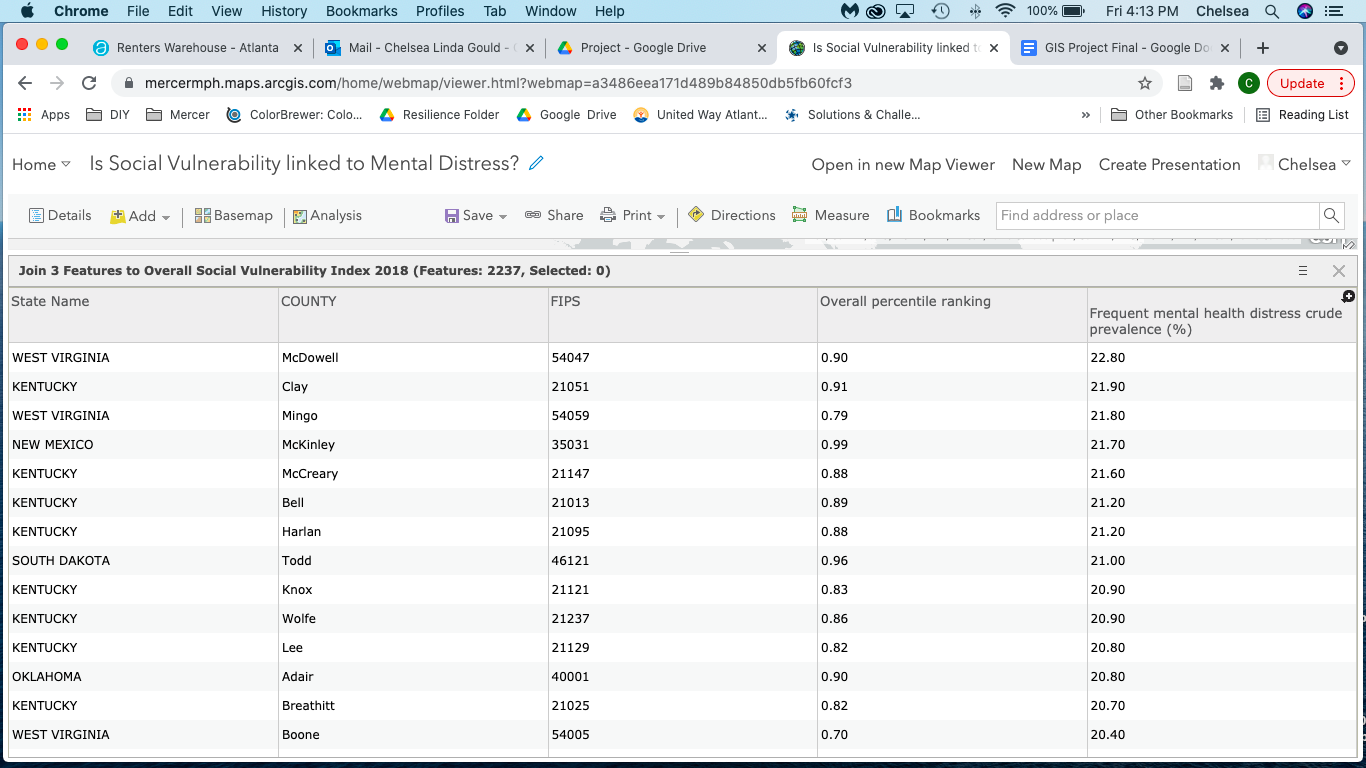 Chrome File Edit View History Bookmarks Profiles Tab Window Help 100% Fri 4:13 PM Chelsea
Renters Warehouse - Atlanta Mail - Chelsea Linda Gould - Project - Google Drive Is Social Vulnerability linked t GIS Project Final - Google Do
mercermph.maps.arcgis.com/home/webmap/viewer.html?webmap=a3486eea171d489b84850db5fb60fcf3 C Update
Apps DIY Mercer ColorBrewer: Colo... Resilience Folder Google Drive United Way Atlant... Solutions & Challe... » Other Bookmarks Reading List
Home Is Social Vulnerability linked to Mental Distress? Open in new Map Viewer New Map Create Presentation Chelsea
Details Add Basemap Analysis Save Share Print Directions Measure Bookmarks Find address or place
Join 3 Features to Overall Social Vulnerability Index 2018 (Features: 2237, Selected: 0)
State Name COUNTY FIPS Overall percentile ranking Frequent mental health distress crude
prevalence (%)
WEST VIRGINIA McDowell 54047 0.90 22.80
KENTUCKY Clay 21051 0.91 21.90
WEST VIRGINIA Mingo 54059 0.79 21.80
NEW MEXICO McKinley 35031 0.99 21.70
KENTUCKY McCreary 21147 0.88 21.60
KENTUCKY Bell 21013 0.89 21.20
KENTUCKY Harlan 21095 0.88 21.20
SOUTH DAKOTA Todd 46121 0.96 21.00
KENTUCKY Knox 21121 0.83 20.90
KENTUCKY Wolfe 21237 0.86 20.90
KENTUCKY Lee 21129 0.82 20.80
OKLAHOMA Adair 40001 0.90 20.80
KENTUCKY Breathitt 21025 0.82 20.70
WEST VIRGINIA Boone 54005 0.70 20.40